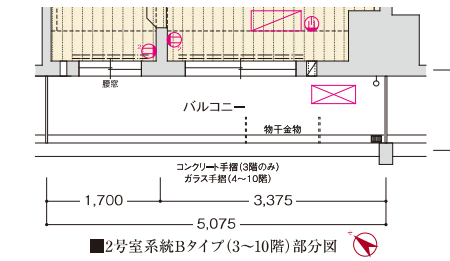 腰窓
バルコニー
物干金物
コンクリート手摺(3階のみ)
ガラス手摺(4〜10階)
1,700 3,375
5,075
■2号室系統Bタイプ(3〜10階)部分図